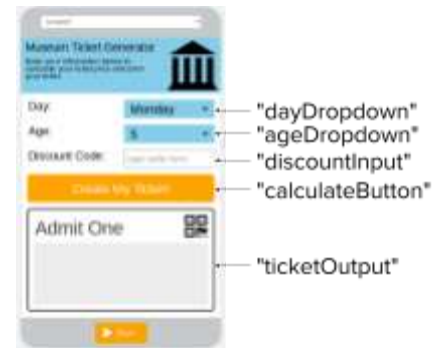 Museum Ticket Generator
Day:
Monday
"dayDropdown"
Age:
5
"ageDropdown"
Discount Code:
"discountInput"
Create My Ticket!
"calculateButton"
Admit One
"ticketOutput"